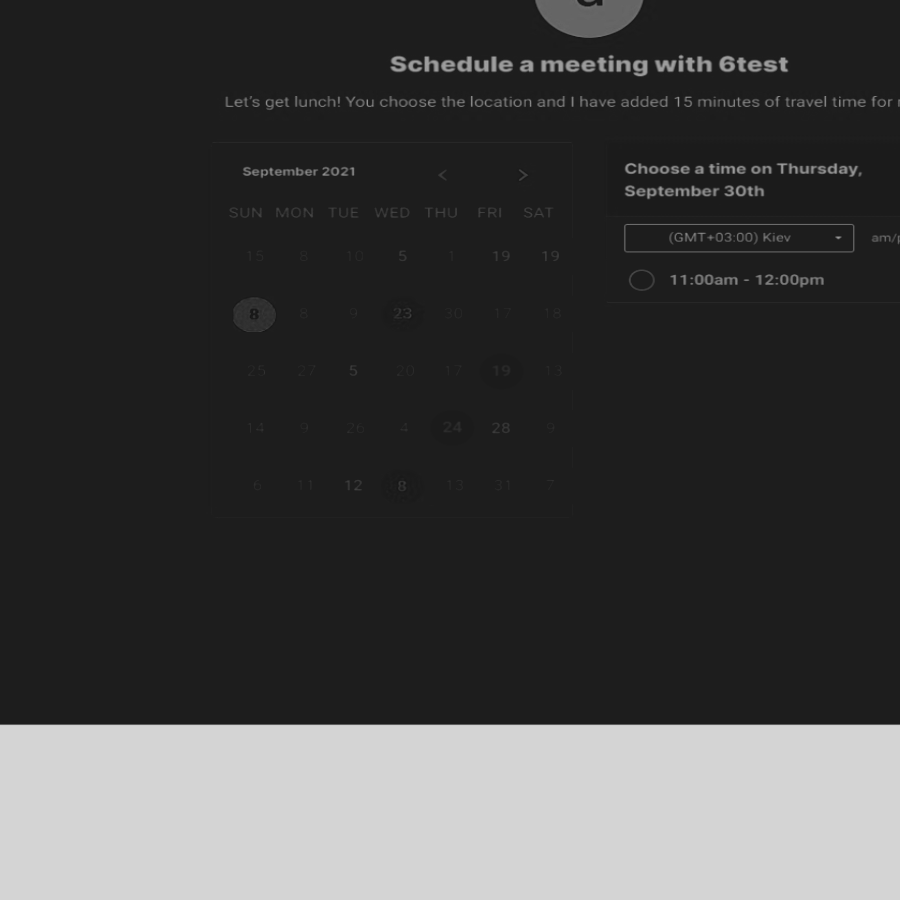 Schedule a meeting with 6test
Let's get lunch! You choose the location and I have added 15 minutes of travel time for
September 2021 < >
SUN MON TUE WED THU FRI SAT
15 8 10 5 1 19 19
8 8 9 23 30 17 18
25 27 5 20 17 19 13
14 9 26 4 24 28 9
6 11 12 8 13 31 7
Choose a time on Thursday,
September 30th
(GMT+03:00) Kiev am/
11:00am - 12:00pm